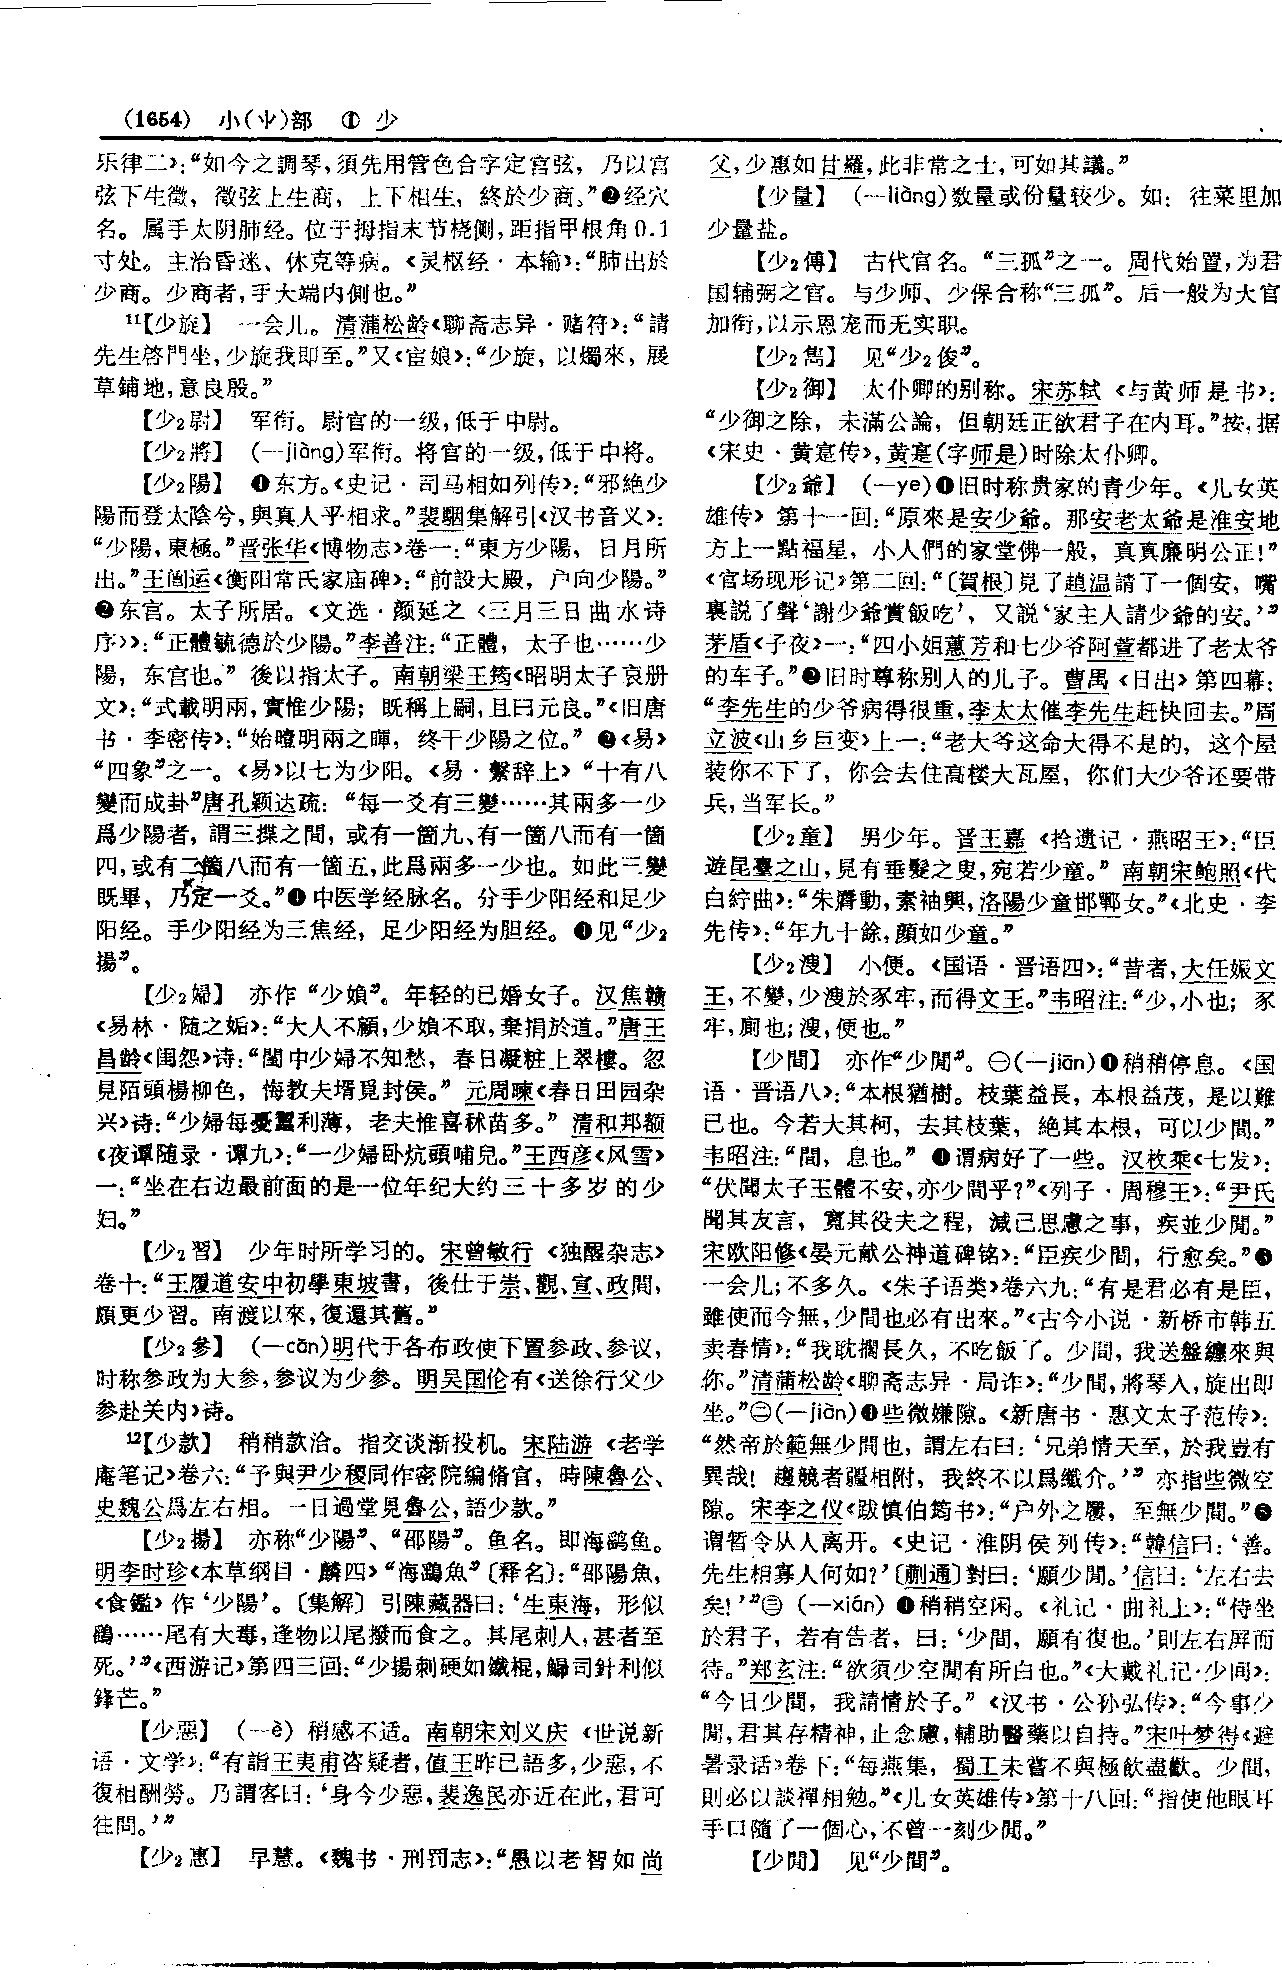 (1654) 小(⺌)部 ① 少
乐律二》:“如今之調琴,須先用管色合字定宫弦, 乃以宫
弦下生徵, 徵弦上生商, 上下相生, 終於少商。”❷经穴
名。属手太阴肺经。位于拇指末节桡侧,距指甲根角0.1
寸处。主治昏迷、休克等病。《灵枢经·本输》:“肺出於
少商。少商者,手大端内側也。”
11【少旋】 一会儿。清蒲松龄《聊斋志异·赌符》:“請
先生啓門坐,少旋我即至。”又《宦娘》:“少旋, 以燭來, 展
草鋪地,意良殷。”
【少2尉】 军衔。尉官的一级,低于中尉。
【少2將】 (—jiàng)军衔。将官的一级,低于中将。
【少2陽】 ❶东方。《史记·司马相如列传》:“邪絶少
陽而登太陰兮,與真人乎相求。”裴駰集解引《汉书音义》:
“少陽,東極。”晋张华《博物志》卷一:“東方少陽, 日月所
出。”王闿运《衡阳常氏家庙碑》:“前設大殿, 户向少陽。”
❷东宫。太子所居。《文选·颜延之〈三月三日曲水诗
序〉》:“正體毓德於少陽。”李善注:“正體, 太子也……少
陽, 东宫也。” 後以指太子。南朝梁王筠《昭明太子哀册
文》:“式載明兩,實惟少陽; 既稱上嗣,且曰元良。”《旧唐
书·李密传》:“始曀明兩之暉, 终干少陽之位。” ❷《易》
“四象”之一。《易》以七为少阳。《易·繫辞上》“十有八
變而成卦”唐孔颖达疏: “每一爻有三變……其兩多一少
爲少陽者, 謂三揲之間, 或有一箇九、有一箇八而有一箇
四,或有二箇八而有一箇五,此爲兩多一少也。如此三變
既畢, 乃定一爻。”❶中医学经脉名。分手少阳经和足少
阳经。手少阳经为三焦经, 足少阳经为胆经。❶见“少2
揚”。
【少2婦】 亦作“少媍”。年轻的已婚女子。汉焦赣
《易林·随之姤》:“大人不顧,少媍不取,棄捐於道。”唐王
昌龄《闺怨》诗:“閨中少婦不知愁, 春日凝粧上翠樓。忽
見陌頭楊柳色, 悔教夫壻覓封侯。” 元周暕《春日田园杂
兴》诗:“少婦每憂蠶利薄, 老夫惟喜秫苗多。” 清和邦额
《夜谭随录·谭九》:“一少婦卧炕頭哺兒。”王西彦《风雪》
一:“坐在右边最前面的是一位年纪大约三十多岁的少
妇。”
【少2習】 少年时所学习的。宋曾敏行《独醒杂志》
卷十:“王履道安中初學東坡書, 後仕于崇、觀、宣、政間,
頗更少習。南渡以來,復還其舊。”
【少2參】 (—cān)明代于各布政使下置参政、参议,
时称参政为大参,参议为少参。明吴国伦有《送徐行父少
参赴关内》诗。
12【少款】 稍稍款洽。指交谈渐投机。宋陆游《老学
庵笔记》卷六:“予與尹少稷同作密院編脩官, 時陳魯公、
史魏公爲左右相。一日過堂見魯公,語少款。”
【少2揚】 亦称“少陽”、“邵陽”。鱼名。即海鹞鱼。
明李时珍《本草纲目·麟四》“海鷂魚”〔释名〕:“邵陽魚,
《食鑑》作‘少陽’。〔集解〕引陳藏器曰:‘生東海, 形似
鷂……尾有大毒,逢物以尾撥而食之。其尾刺人,甚者至
死。’”《西游记》第四三回:“少揚刺硬如鐵棍,鱘司針利似
鋒芒。”
【少惡】 (—è) 稍感不适。南朝宋刘义庆《世说新
语·文学》:“有詣王夷甫咨疑者,值王昨已語多,少惡,不
復相酬勞。乃謂客曰:‘身今少惡,裴逸民亦近在此,君可
往問。’”
【少2惠】 早慧。《魏书·刑罚志》:“愚以老智如尚
父,少惠如甘羅,此非常之士,可如其議。”
【少量】 (—liàng)数量或份量较少。如: 往菜里加
少量盐。
【少2傅】 古代官名。“三孤”之一。周代始置,为君
国辅弼之官。与少师、少保合称“三孤”。后一般为大官
加衔,以示恩宠而无实职。
【少2雋】 见“少2俊”。
【少2御】 太仆卿的别称。宋苏轼《与黄师是书》:
“少御之除, 未滿公論, 但朝廷正欲君子在内耳。”按,据
《宋史·黄寔传》,黄寔(字师是)时除太仆卿。
【少2爺】 (—ye)❶旧时称贵家的青少年。《儿女英
雄传》第十一回:“原來是安少爺。那安老太爺是淮安地
方上一點福星, 小人們的家堂佛一般, 真真廉明公正!”
《官场现形记》第二回:“〔賀根〕見了趙温請了一個安, 嘴
裏説了聲‘謝少爺賞飯吃’, 又説‘家主人請少爺的安。’”
茅盾《子夜》一:“四小姐蕙芳和七少爷阿萱都进了老太爷
的车子。”❷旧时尊称别人的儿子。曹禺《日出》第四幕:
“李先生的少爷病得很重,李太太催李先生赶快回去。”周
立波《山乡巨变》上一:“老大爷这命大得不是的, 这个屋
装你不下了, 你会去住高楼大瓦屋, 你们大少爷还要带
兵,当军长。”
【少2童】 男少年。晋王嘉《拾遗记·燕昭王》:“臣
遊昆臺之山,見有垂髮之叟,宛若少童。” 南朝宋鲍照《代
白紵曲》:“朱脣動,素袖舉,洛陽少童邯鄲女。”《北史·李
先传》:“年九十餘,顔如少童。”
【少2溲】 小便。《国语·晋语四》:“昔者,大任娠文
王,不變,少溲於豕牢,而得文王。”韦昭注:“少,小也; 豕
牢,厠也;溲,便也。”
【少間】 亦作“少閒”。㊀(—jiān)❶稍稍停息。《国
语·晋语八》:“本根猶樹。枝葉益長,本根益茂,是以難
已也。今若大其柯, 去其枝葉, 絶其本根, 可以少間。”
韦昭注:“間, 息也。” ❶谓病好了一些。汉枚乘《七发》:
“伏聞太子玉體不安,亦少間乎?”《列子·周穆王》:“尹氏
聞其友言, 寬其役夫之程, 減己思慮之事, 疾並少閒。”
宋欧阳修《晏元献公神道碑铭》:“臣疾少間, 行愈矣。”❸
一会儿;不多久。《朱子语类》卷六九:“有是君必有是臣,
雖使而今無,少間也必有出來。”《古今小说·新桥市韩五
卖春情》:“我耽擱長久, 不吃飯了。少間, 我送盤纏來與
你。”清蒲松龄《聊斋志异·局诈》:“少間,將琴入,旋出即
坐。”㊁(—jiàn)❶些微嫌隙。《新唐书·惠文太子范传》:
“然帝於範無少間也, 謂左右曰:‘兄弟情天至,於我豈有
異哉! 趨競者彊相附, 我終不以爲纖介。’” 亦指些微空
隙。宋李之仪《跋慎伯筠书》:“户外之屨, 至無少間。”❷
谓暂令从人离开。《史记·淮阴侯列传》:“韓信曰:‘善。
先生相寡人何如?’〔蒯通〕對曰:‘願少閒。’信曰:‘左右去
矣!’”㊂ (—xián) ❶稍稍空闲。《礼记·曲礼上》:“侍坐
於君子, 若有告者, 曰:‘少間, 願有復也。’則左右屏而
待。”郑玄注:“欲須少空閒有所白也。”《大戴礼记·少间》:
“今日少閒, 我請情於子。” 《汉书·公孙弘传》:“今事少
閒,君其存精神,止念慮,輔助醫藥以自持。”宋叶梦得《避
暑录话》卷下:“每燕集, 蜀工未嘗不與極飲盡歡。少間,
則必以談禪相勉。”《儿女英雄传》第十八回:“指使他眼耳
手口隨了一個心,不曾一刻少閒。”
【少閒】 见“少間”。